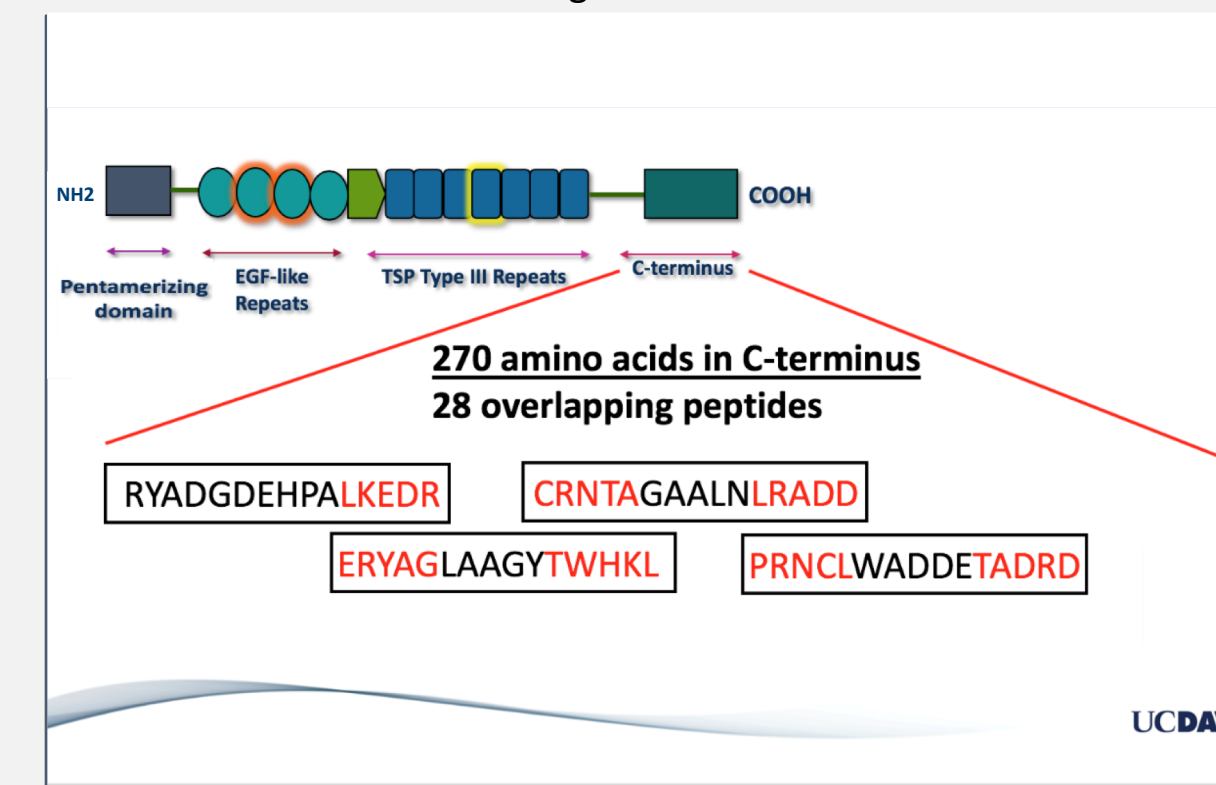 NH2
COOH
Pentamerizing
domain
EGF-like
Repeats
TSP Type III Repeats
C-terminus
270 amino acids in C-terminus
28 overlapping peptides
RYADGDEHPALKEDR
CRNTAGAALNLRADD
ERYAGLAAGYTWHKL
PRNCLWADDETADRD